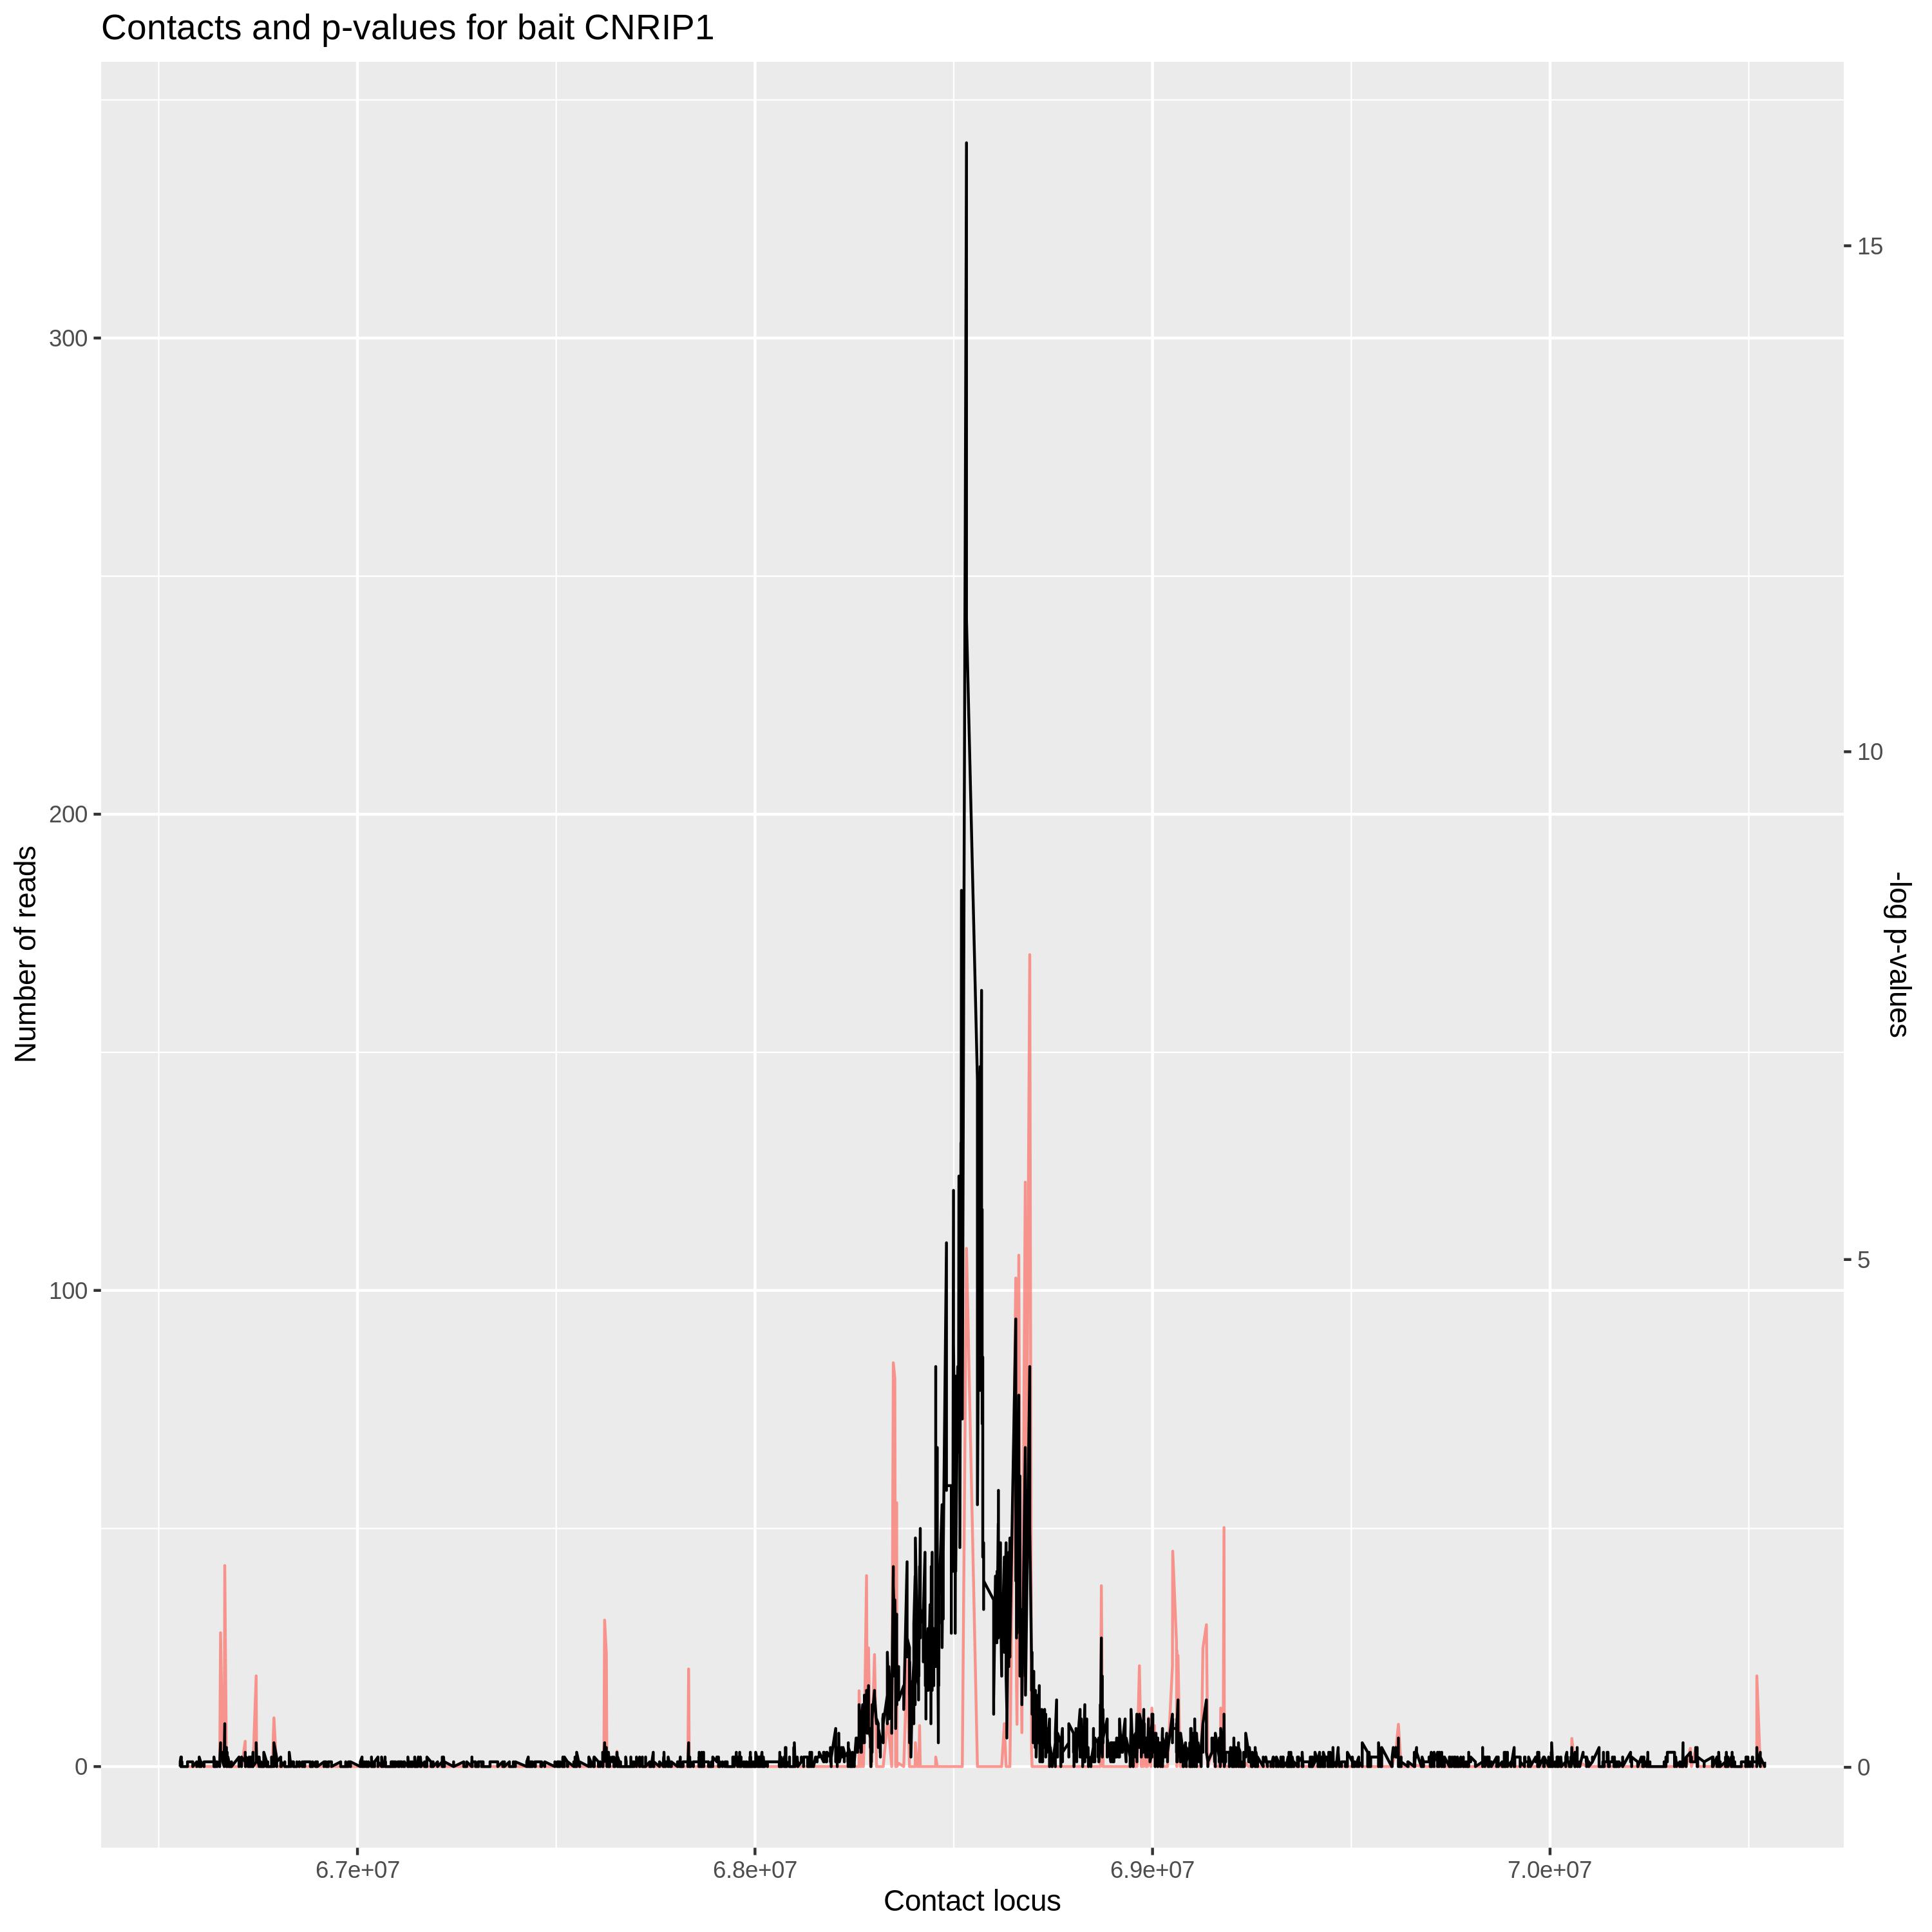 Contacts and p-values for bait CNRIP1
300
200
100
0
Number of reads
15
10
5
0
-log p-values
6.7e+07
6.8e+07
6.9e+07
7.0e+07
Contact locus